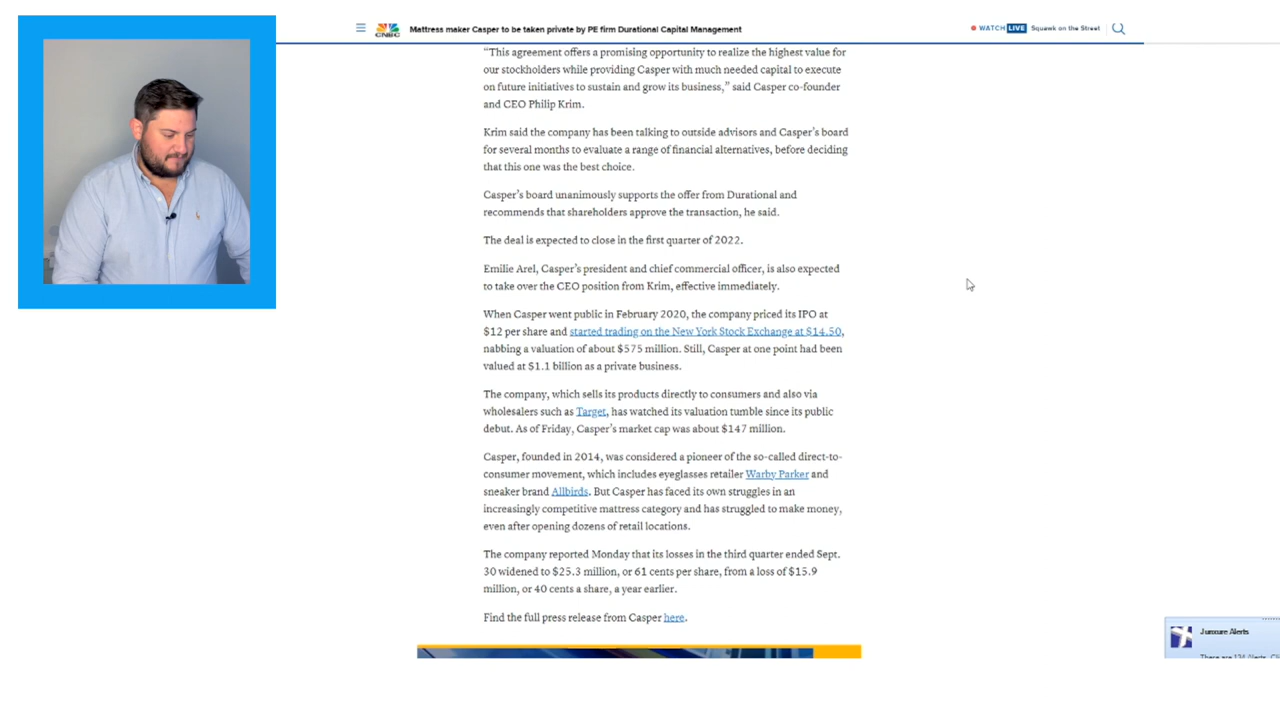 CNBC
Mattress maker Casper to be taken private by PE firm Durational Capital Management
WATCH LIVE Squawk on the Street
“This agreement offers a promising opportunity to realize the highest value for
our stockholders while providing Casper with much needed capital to execute
on future initiatives to sustain and grow its business,” said Casper co-founder
and CEO Philip Krim.
Krim said the company has been talking to outside advisors and Casper’s board
for several months to evaluate a range of financial alternatives, before deciding
that this one was the best choice.
Casper’s board unanimously supports the offer from Durational and
recommends that shareholders approve the transaction, he said.
The deal is expected to close in the first quarter of 2022.
Emilie Arel, Casper’s president and chief commercial officer, is also expected
to take over the CEO position from Krim, effective immediately.
When Casper went public in February 2020, the company priced its IPO at
$12 per share and started trading on the New York Stock Exchange at $14.50,
nabbing a valuation of about $575 million. Still, Casper at one point had been
valued at $1.1 billion as a private business.
The company, which sells its products directly to consumers and also via
wholesalers such as Target, has watched its valuation tumble since its public
debut. As of Friday, Casper’s market cap was about $147 million.
Casper, founded in 2014, was considered a pioneer of the so-called direct-to-
consumer movement, which includes eyeglasses retailer Warby Parker and
sneaker brand Allbirds. But Casper has faced its own struggles in an
increasingly competitive mattress category and has struggled to make money,
even after opening dozens of retail locations.
The company reported Monday that its losses in the third quarter ended Sept.
30 widened to $25.3 million, or 61 cents per share, from a loss of $15.9
million, or 40 cents a share, a year earlier.
Find the full press release from Casper here.
Junxure Alerts